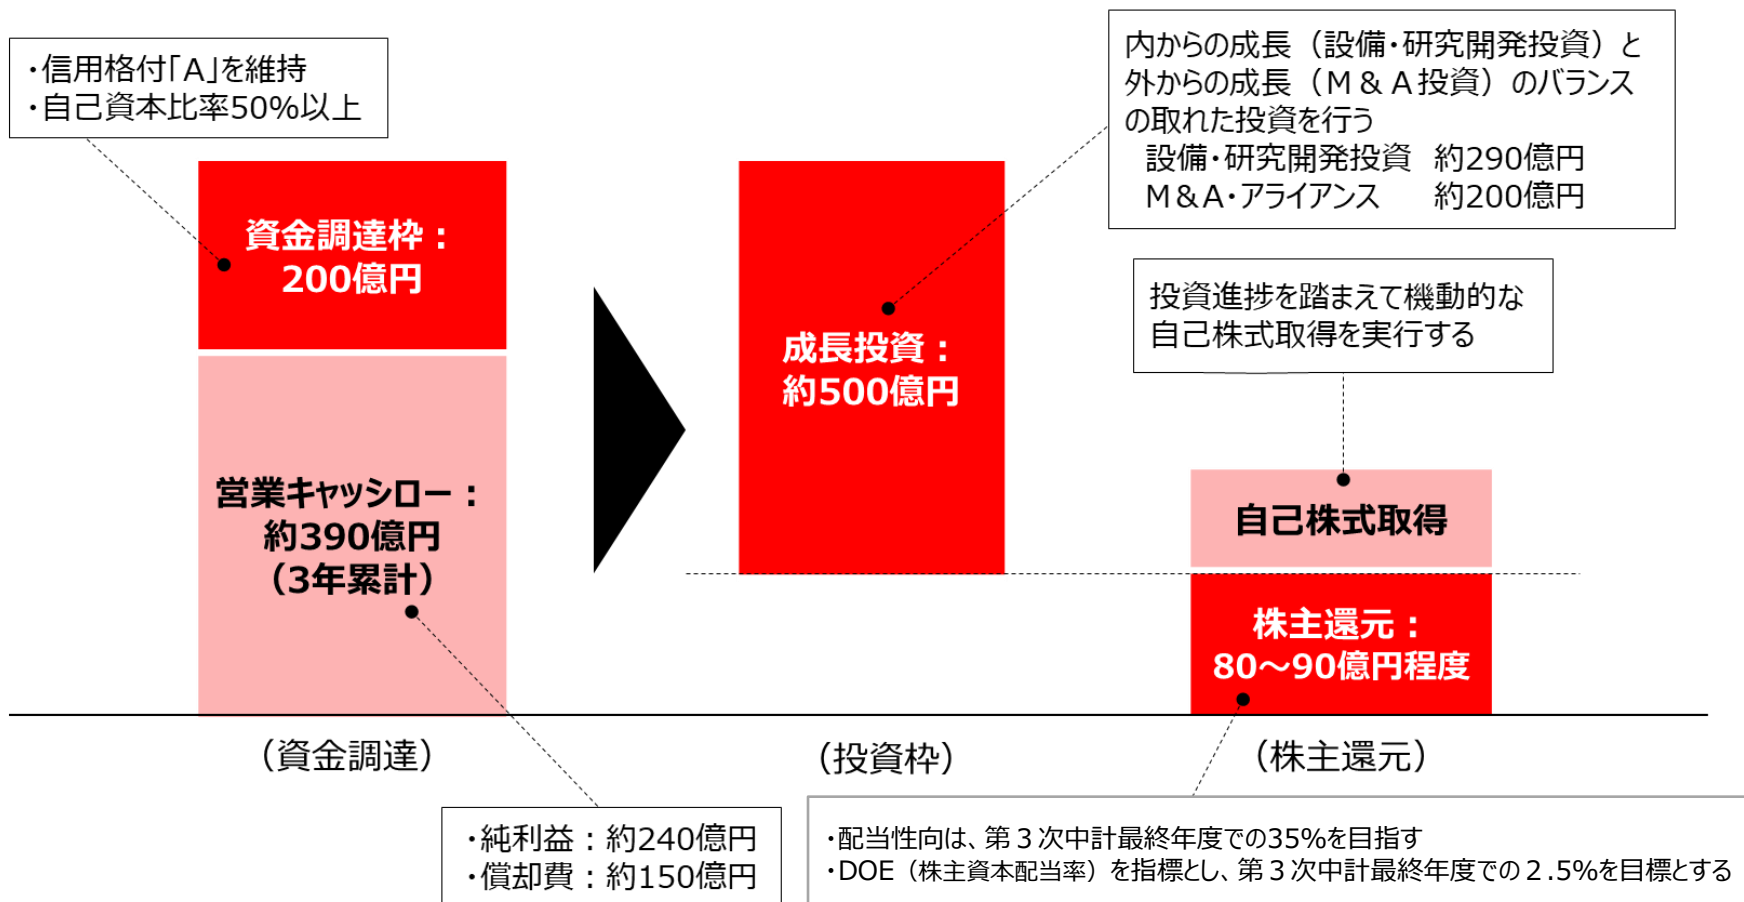 ・信用格付「A」を維持
・自己資本比率50%以上
資金調達枠：
200億円
営業キャッシロー：
約390億円
（3年累計）
（資金調達）
・純利益：約240億円
・償却費：約150億円
内からの成長（設備・研究開発投資）と
外からの成長（Ｍ＆Ａ投資）のバランス
の取れた投資を行う
設備・研究開発投資　約290億円
Ｍ＆Ａ・アライアンス　約200億円
成長投資：
約500億円
（投資枠）
投資進捗を踏まえて機動的な
自己株式取得を実行する
自己株式取得
株主還元：
80～90億円程度
（株主還元）
・配当性向は、第３次中計最終年度での35%を目指す
・DOE（株主資本配当率）を指標とし、第３次中計最終年度での２.5%を目標とする